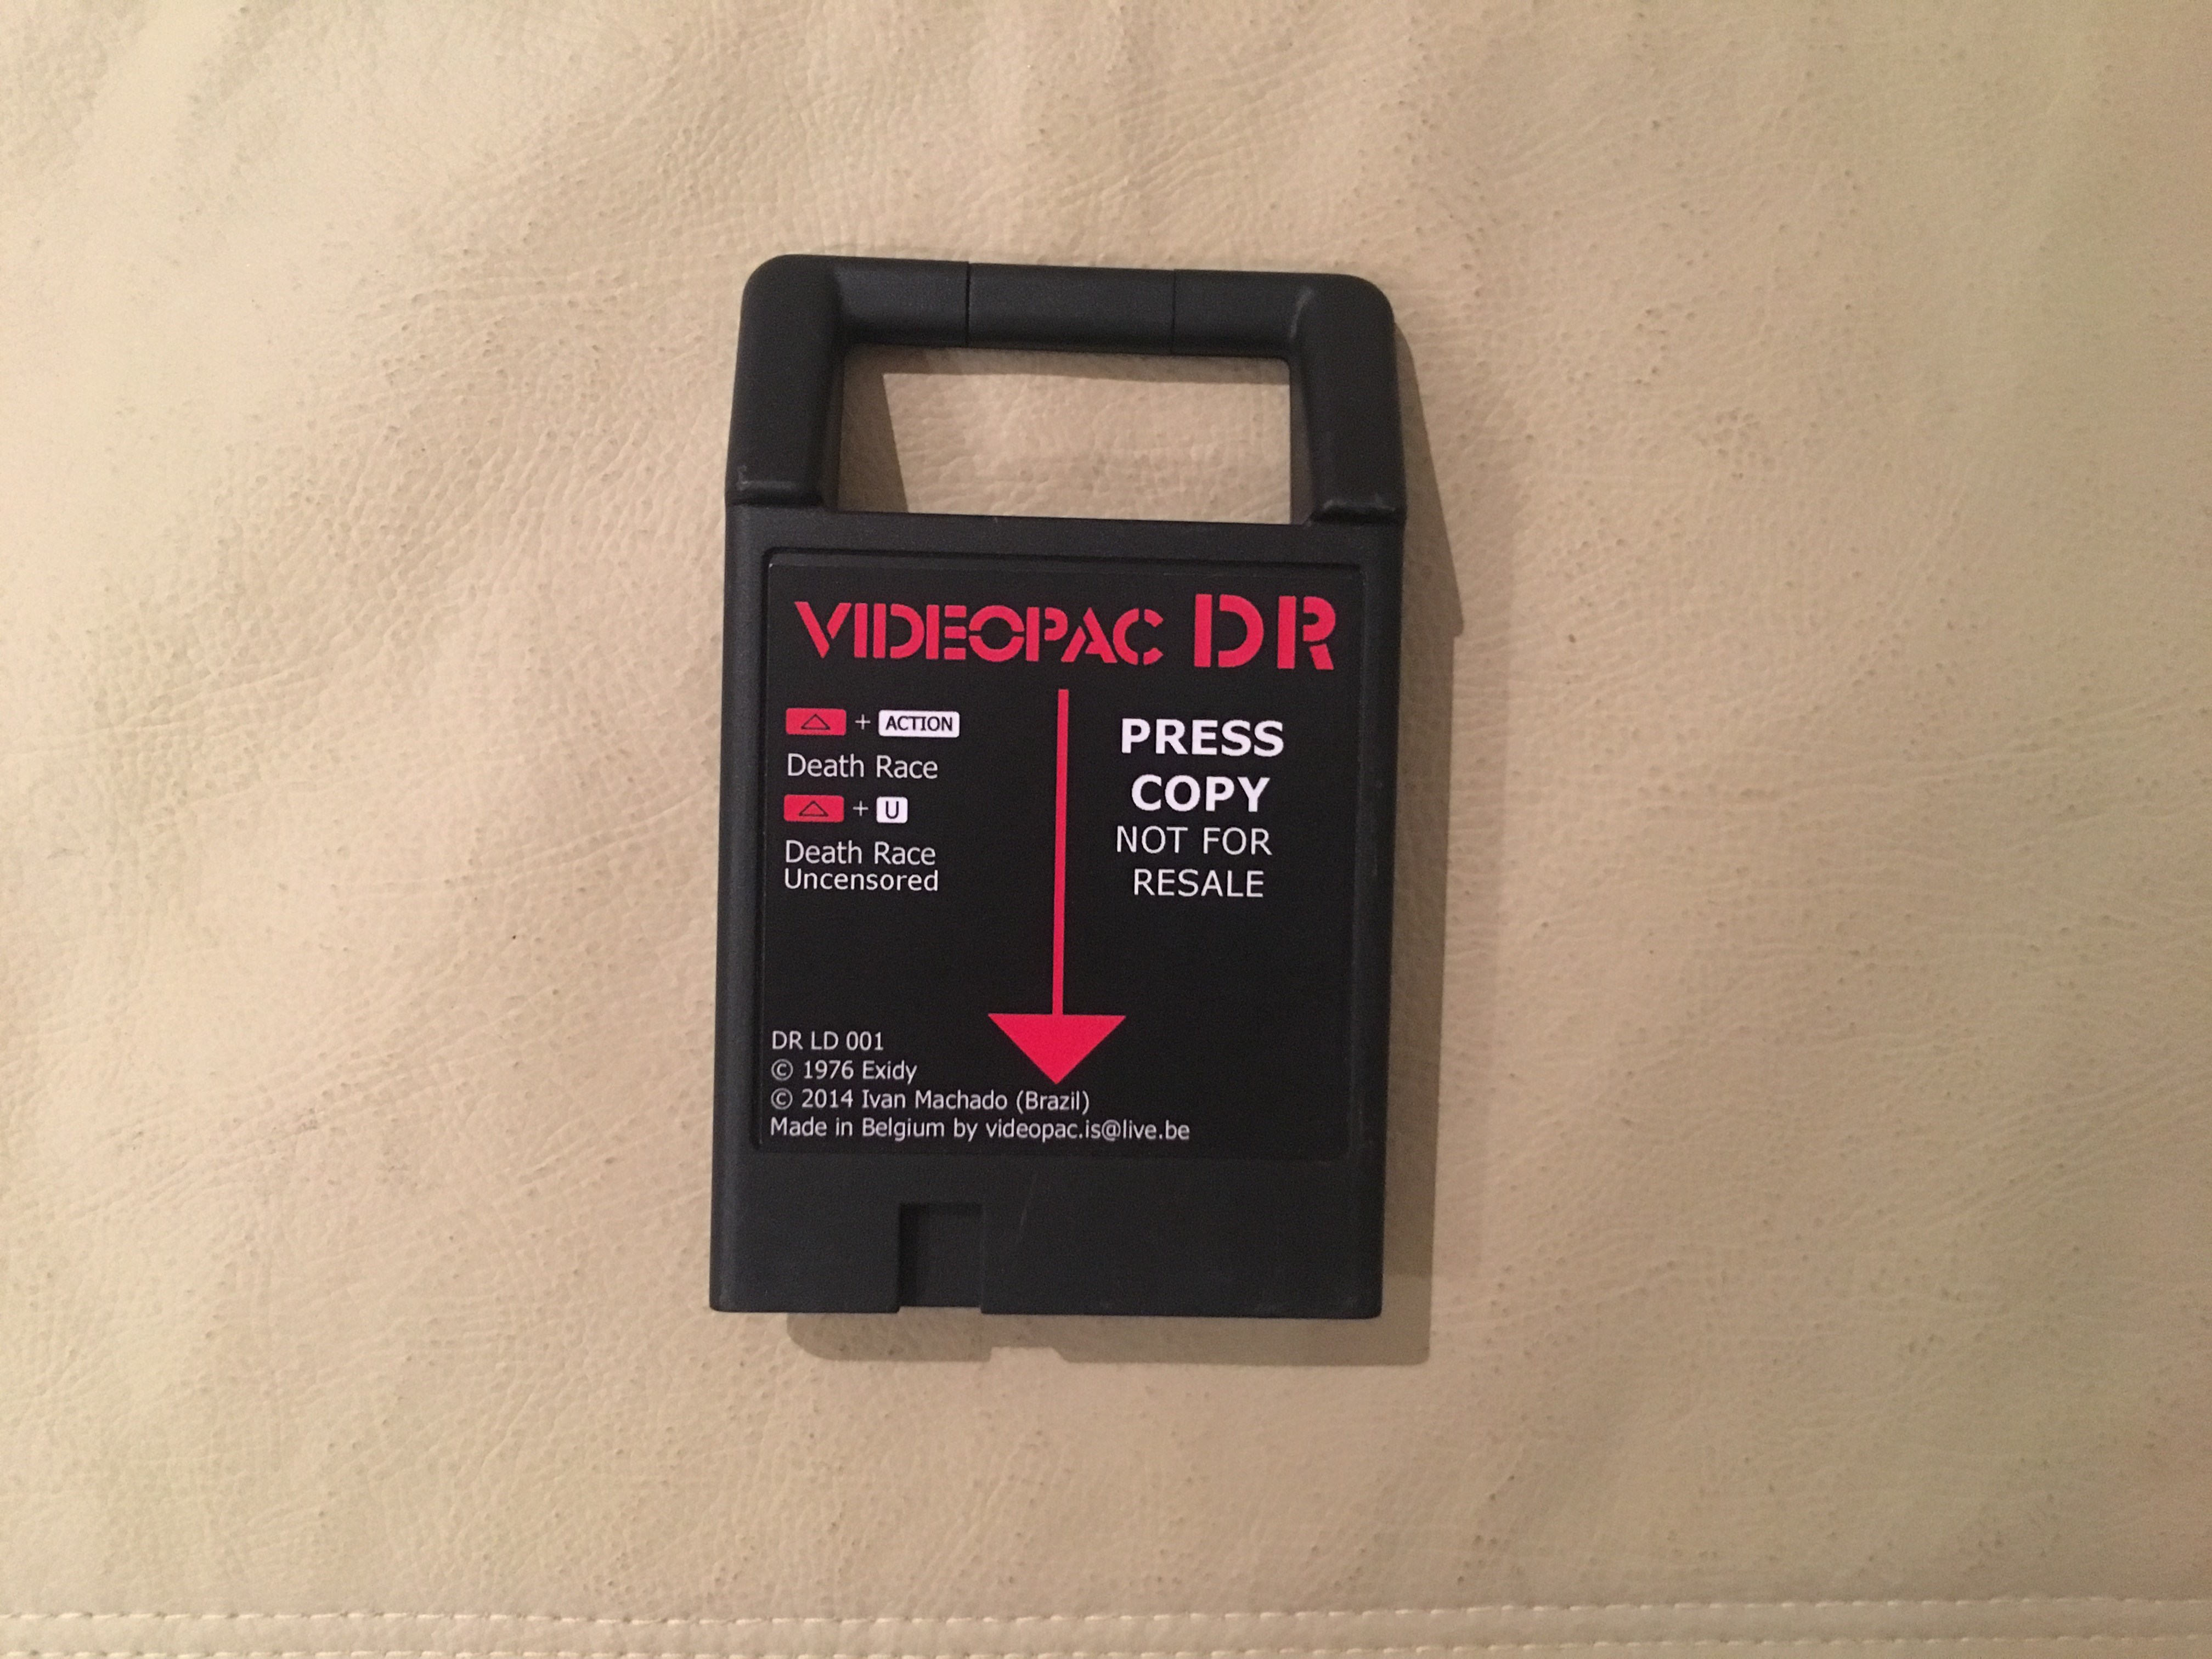 VIDEOPAC DR
△ + ACTION
Death Race
△ + U
Death Race
Uncensored
PRESS
COPY
NOT FOR
RESALE
DR LD 001
© 1976 Exidy
© 2014 Ivan Machado (Brazil)
Made in Belgium by videopac.is@live.be